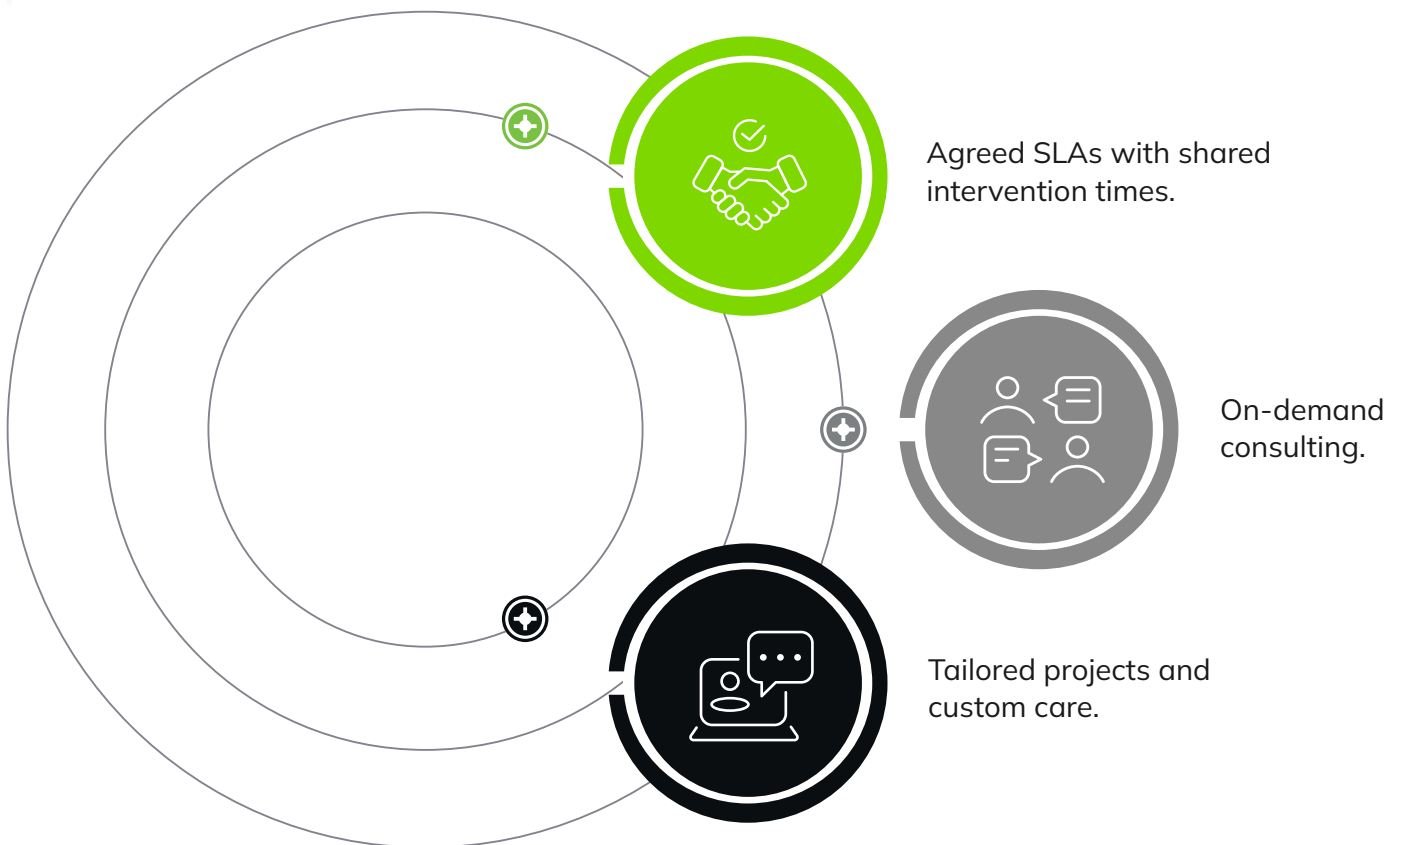 Agreed SLAs with shared
intervention times.
On-demand
consulting.
Tailored projects and
custom care.